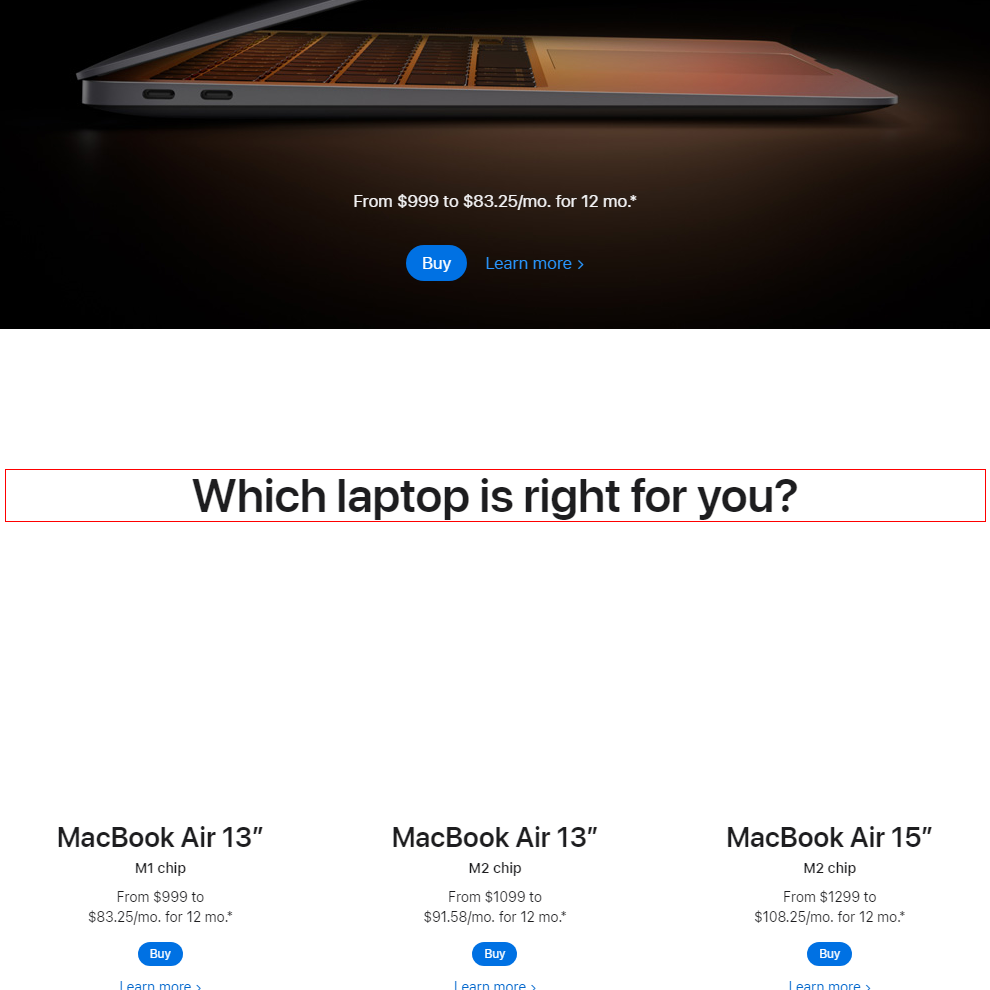 From $999 to $83.25/mo. for 12 mo.*
Buy Learn more >
Which laptop is right for you?
MacBook Air 13”
M1 chip
From $999 to
$83.25/mo. for 12 mo.*
Buy
Learn more >
MacBook Air 13”
M2 chip
From $1099 to
$91.58/mo. for 12 mo.*
Buy
Learn more >
MacBook Air 15”
M2 chip
From $1299 to
$108.25/mo. for 12 mo.*
Buy
Learn more >